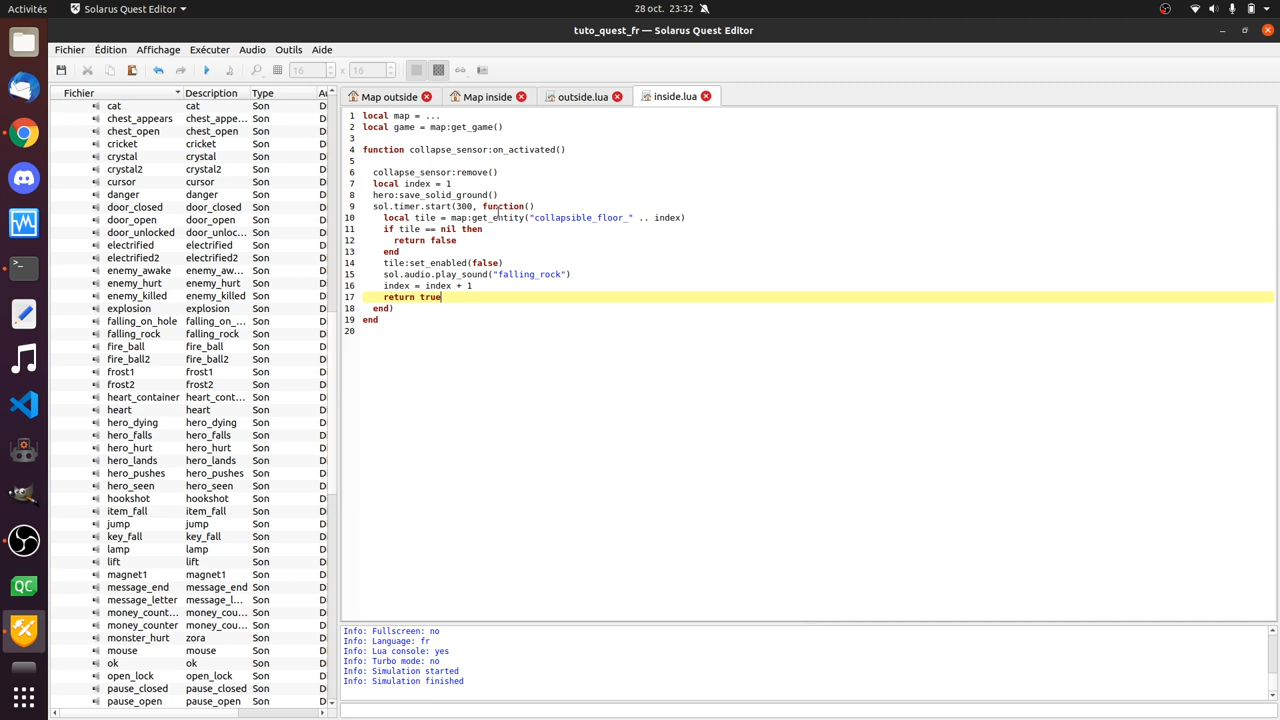 Activités
Solarus Quest Editor
28 oct. 23:32
tuto_quest_fr — Solarus Quest Editor
Fichier Édition Affichage Exécuter Audio Outils Aide
16 x 16
Fichier Description Type
cat cat Son
chest_appears chest_appe... Son
chest_open chest_open Son
cricket cricket Son
crystal crystal Son
crystal2 crystal2 Son
cursor cursor Son
danger danger Son
door_closed door_closed Son
door_open door_open Son
door_unlocked door_unloc... Son
electrified electrified Son
electrified2 electrified2 Son
enemy_awake enemy_awa... Son
enemy_hurt enemy_hurt Son
enemy_killed enemy_killed Son
explosion explosion Son
falling_on_hole falling_on_... Son
falling_rock falling_rock Son
fire_ball fire_ball Son
fire_ball2 fire_ball2 Son
frost1 frost1 Son
frost2 frost2 Son
heart_container heart_cont... Son
heart heart Son
hero_dying hero_dying Son
hero_falls hero_falls Son
hero_hurt hero_hurt Son
hero_lands hero_lands Son
hero_pushes hero_pushes Son
hero_seen hero_seen Son
hookshot hookshot Son
item_fall item_fall Son
jump jump Son
key_fall key_fall Son
lamp lamp Son
lift lift Son
magnet1 magnet1 Son
message_end message_end Son
message_letter message_l... Son
money_count... money_cou... Son
money_counter money_cou... Son
monster_hurt zora Son
mouse mouse Son
ok ok Son
open_lock open_lock Son
pause_closed pause_closed Son
pause_open pause_open Son
Map outside Map inside outside.lua inside.lua
1 local map = ...
2 local game = map:get_game()
3
4 function collapse_sensor:on_activated()
5
6 collapse_sensor:remove()
7 local index = 1
8 hero:save_solid_ground()
9 sol.timer.start(300, function()
10 local tile = map:get_entity("collapsible_floor_" .. index)
11 if tile == nil then
12 return false
13 end
14 tile:set_enabled(false)
15 sol.audio.play_sound("falling_rock")
16 index = index + 1
17 return true
18 end)
19 end
20
Info: Fullscreen: no
Info: Language: fr
Info: Lua console: yes
Info: Turbo mode: no
Info: Simulation started
Info: Simulation finished
QC